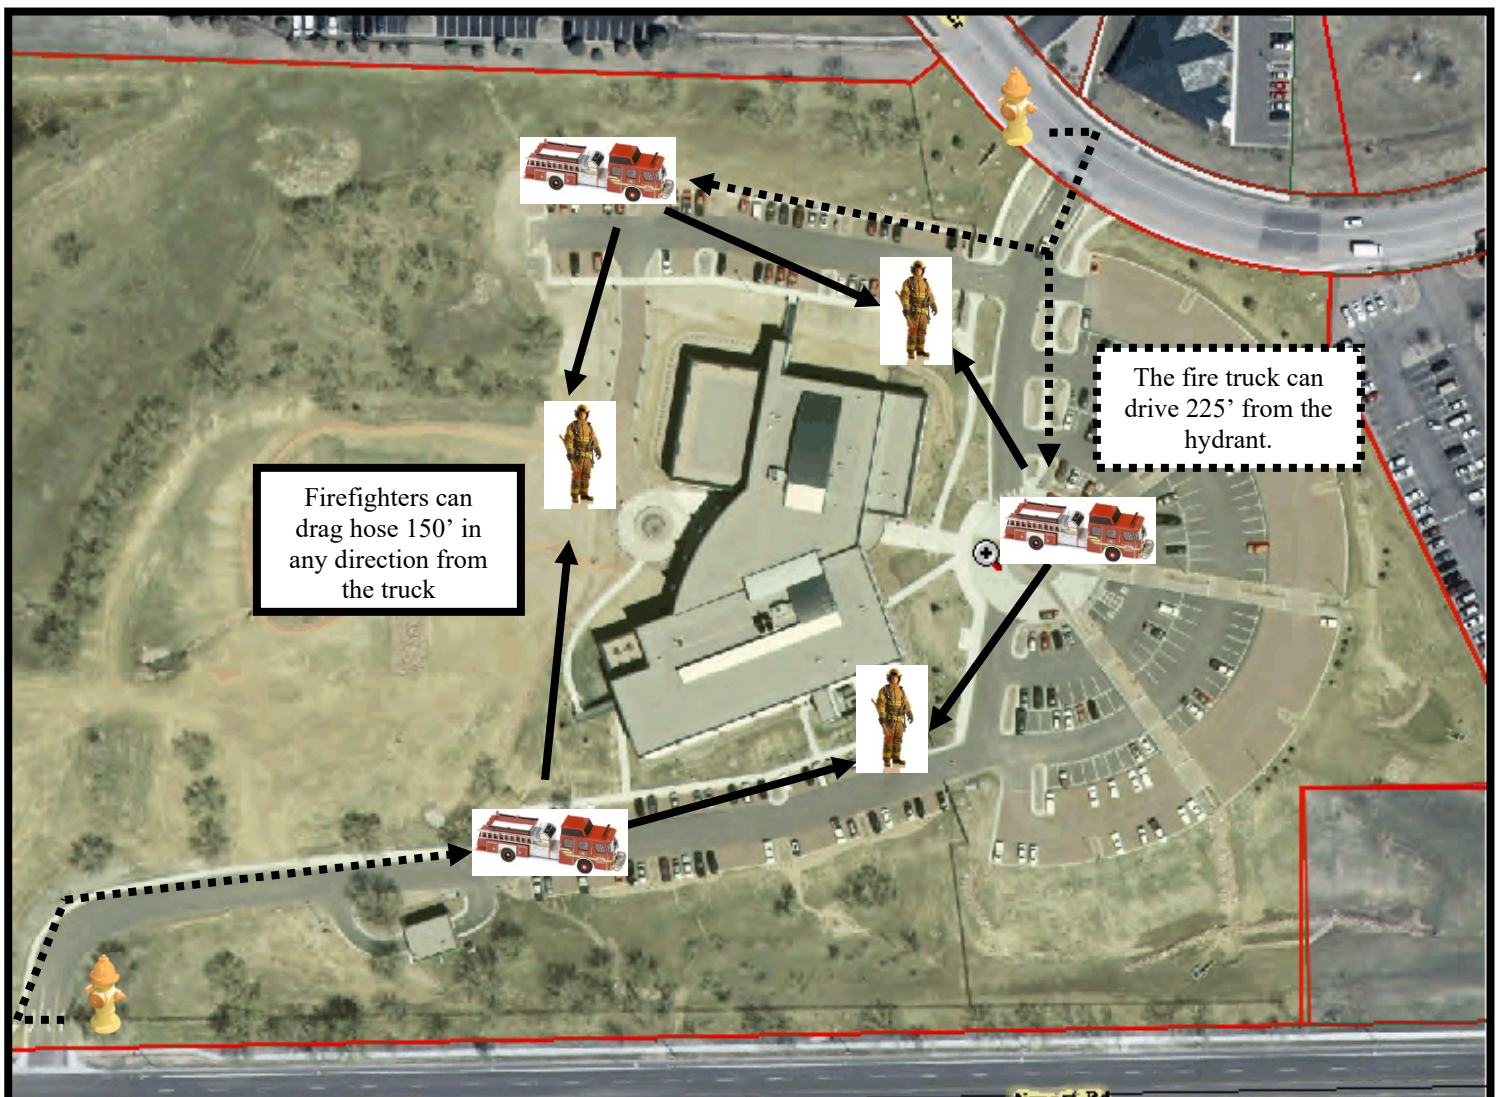 The fire truck can
drive 225’ from the
hydrant.
Firefighters can
drag hose 150’ in
any direction from
the truck